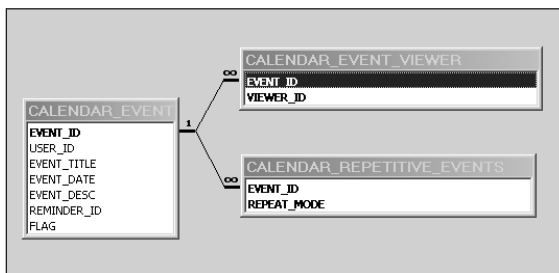 CALENDAR_EVENT
EVENT_ID
USER_ID
EVENT_TITLE
EVENT_DATE
EVENT_DESC
REMINDER_ID
FLAG
1
∞
∞
CALENDAR_EVENT_VIEWER
EVENT_ID
VIEWER_ID
CALENDAR_REPETITIVE_EVENTS
EVENT_ID
REPEAT_MODE